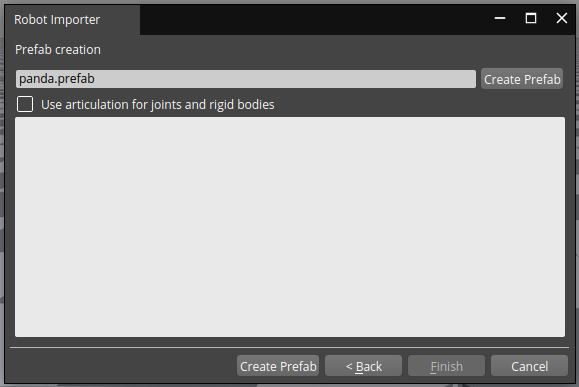 Robot Importer
Prefab creation
panda.prefab
Create Prefab
Use articulation for joints and rigid bodies
Create Prefab
< Back
Finish
Cancel